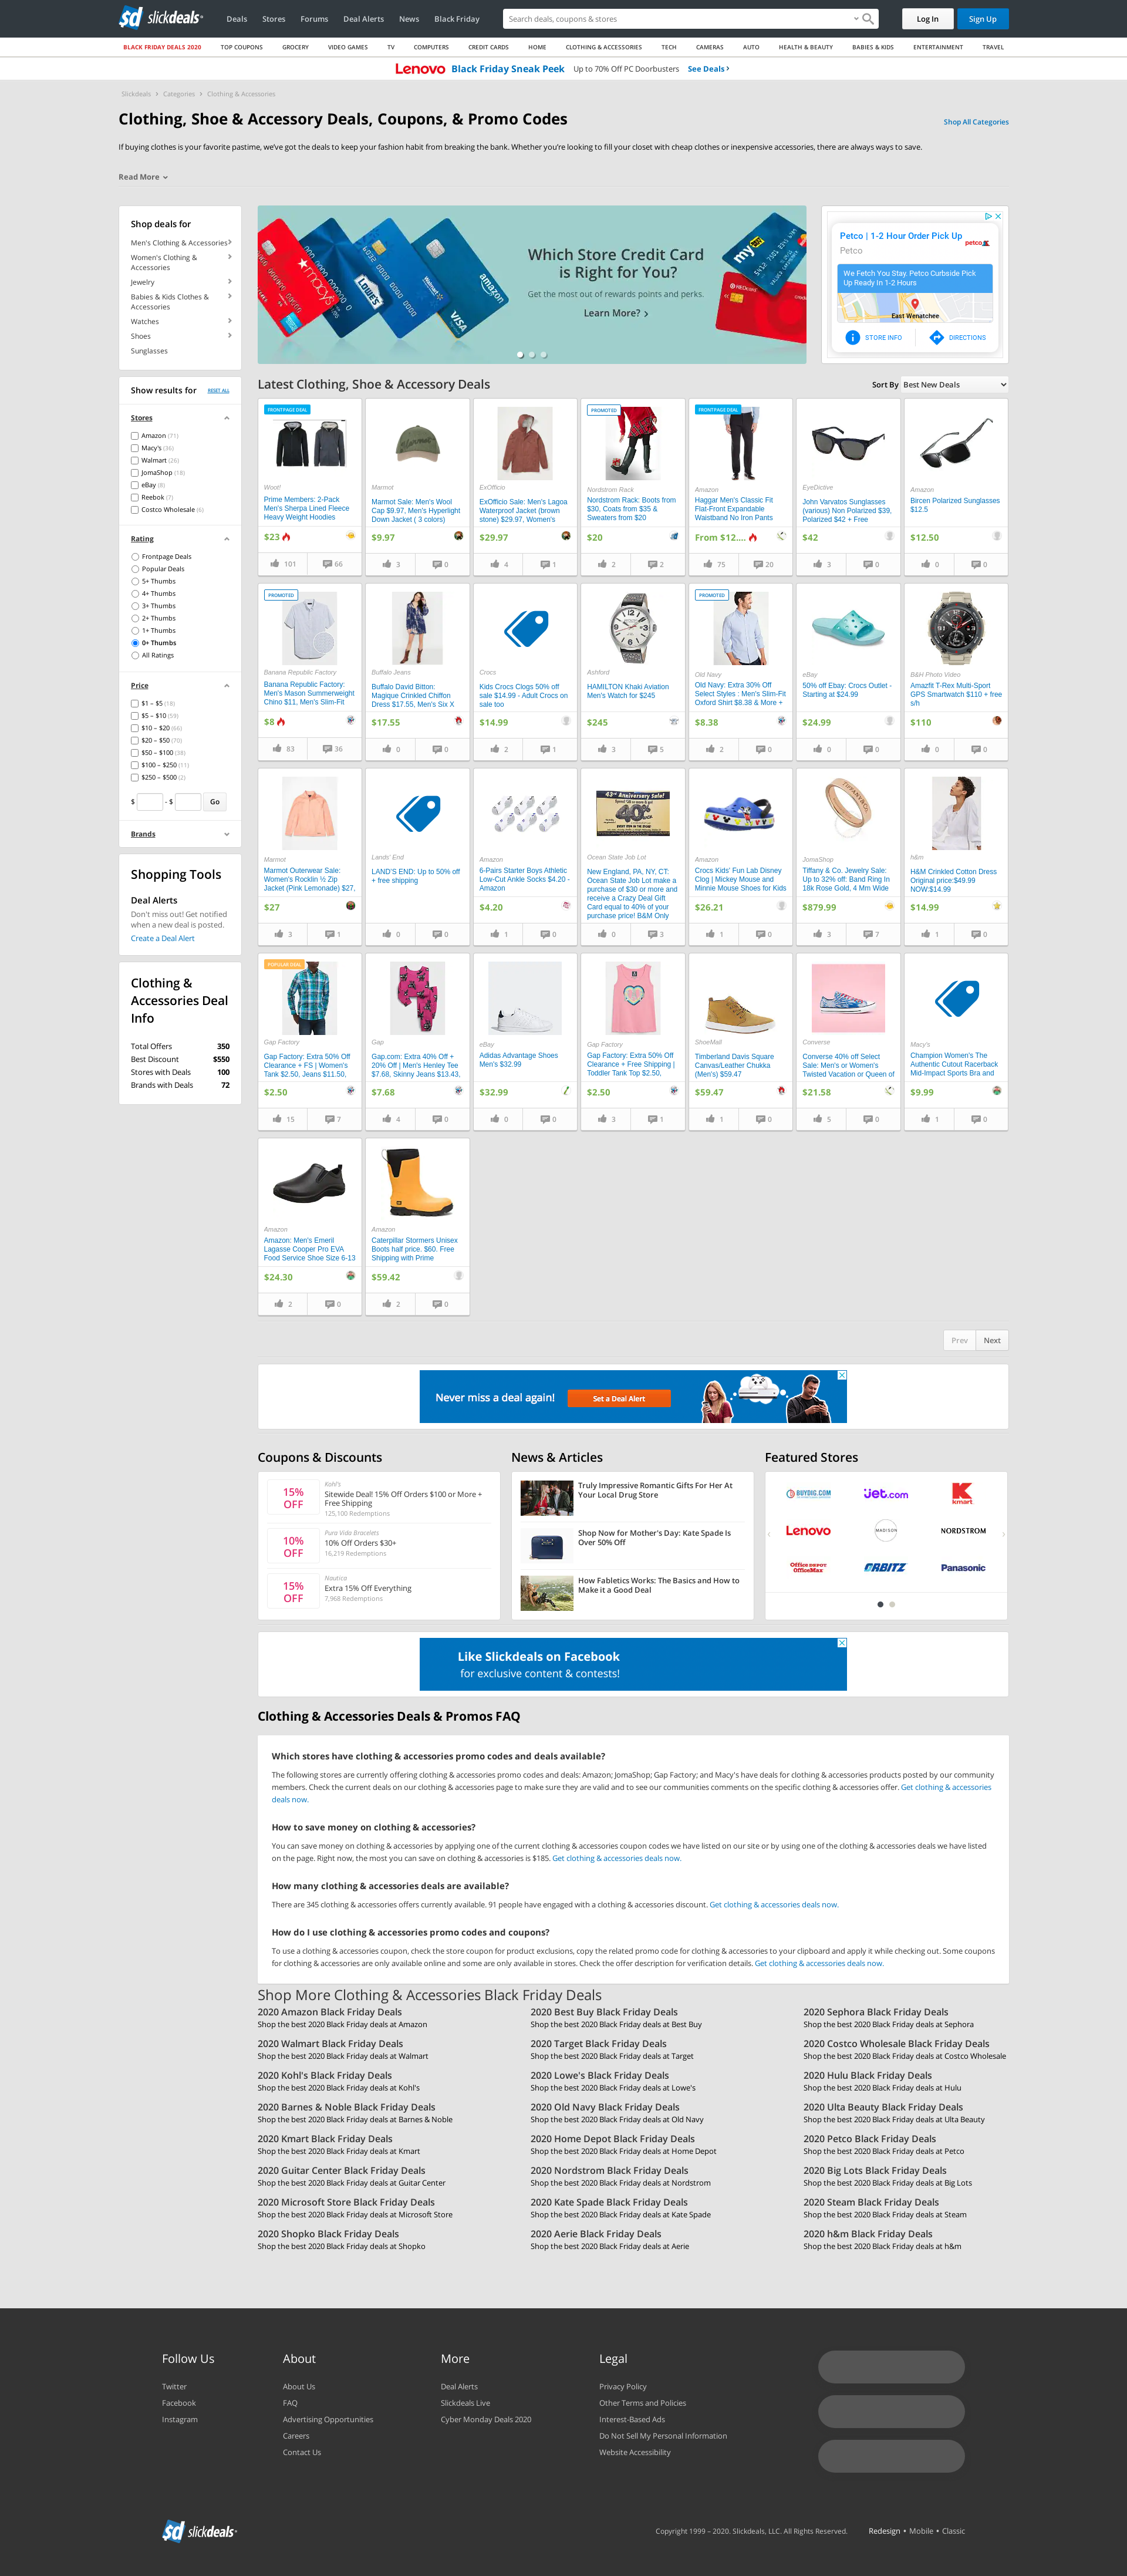 sd slickdeals
Deals
Stores
Forums
Deal Alerts
News
Black Friday
Search deals, coupons & stores
Log In
Sign Up
BLACK FRIDAY DEALS 2020
TOP COUPONS
GROCERY
VIDEO GAMES
TV
COMPUTERS
CREDIT CARDS
HOME
CLOTHING & ACCESSORIES
TECH
CAMERAS
AUTO
HEALTH & BEAUTY
BABIES & KIDS
ENTERTAINMENT
TRAVEL
Lenovo Black Friday Sneak Peek Up to 70% Off PC Doorbusters See Deals
Slickdeals > Categories > Clothing & Accessories
Clothing, Shoe & Accessory Deals, Coupons, & Promo Codes
Shop All Categories
If buying clothes is your favorite pastime, we've got the deals to keep your fashion habit from breaking the bank. Whether you're looking to fill your closet with cheap clothes or inexpensive accessories, there are always ways to save.
Read More
Shop deals for
Men's Clothing & Accessories
Women's Clothing &
Accessories
Jewelry
Babies & Kids Clothes &
Accessories
Watches
Shoes
Sunglasses
Which Store Credit Card
is Right for You?
Get the most out of rewards points and perks.
Learn More?
Petco | 1-2 Hour Order Pick Up
Petco
petco
We Fetch You Stay. Petco Curbside Pick
Up Ready In 1-2 Hours
East Wenatchee
STORE INFO
DIRECTIONS
Show results for
RESET ALL
Stores
Amazon (71)
Macy's (36)
Walmart (26)
JomaShop (18)
eBay (8)
Reebok (7)
Costco Wholesale (6)
Rating
Frontpage Deals
Popular Deals
5+ Thumbs
4+ Thumbs
3+ Thumbs
2+ Thumbs
1+ Thumbs
0+ Thumbs
All Ratings
Price
$1 – $5 (18)
$5 – $10 (59)
$10 – $20 (66)
$20 – $50 (70)
$50 – $100 (38)
$100 – $250 (11)
$250 – $500 (2)
$ - $ Go
Brands
Shopping Tools
Deal Alerts
Don't miss out! Get notified
when a new deal is posted.
Create a Deal Alert
Clothing &
Accessories Deal
Info
Total Offers 350
Best Discount $550
Stores with Deals 100
Brands with Deals 72
Latest Clothing, Shoe & Accessory Deals
Sort By Best New Deals
FRONTPAGE DEAL
Woot!
Prime Members: 2-Pack
Men's Sherpa Lined Fleece
Heavy Weight Hoodies
$23
101 66
Marmot
Marmot Sale: Men's Wool
Cap $9.97, Men's Hyperlight
Down Jacket ( 3 colors)
$9.97
3 0
ExOfficio
ExOfficio Sale: Men's Lagoa
Waterproof Jacket (brown
stone) $29.97, Women's
$29.97
4 1
PROMOTED
Nordstrom Rack
Nordstrom Rack: Boots from
$30, Coats from $35 &
Sweaters from $20
$20
2 2
FRONTPAGE DEAL
Amazon
Haggar Men's Classic Fit
Flat-Front Expandable
Waistband No Iron Pants
From $12....
75 20
EyeDictive
John Varvatos Sunglasses
(various) Non Polarized $39,
Polarized $42 + Free
$42
3 0
Amazon
Bircen Polarized Sunglasses
$12.5
$12.50
0 0
PROMOTED
Banana Republic Factory
Banana Republic Factory:
Men's Mason Summerweight
Chino $11, Men's Slim-Fit
$8
83 36
Buffalo Jeans
Buffalo David Bitton:
Magique Crinkled Chiffon
Dress $17.55, Men's Six X
$17.55
0 0
Crocs
Kids Crocs Clogs 50% off
sale $14.99 - Adult Crocs on
sale too
$14.99
2 1
Ashford
HAMILTON Khaki Aviation
Men's Watch for $245
$245
3 5
PROMOTED
Old Navy
Old Navy: Extra 30% Off
Select Styles : Men's Slim-Fit
Oxford Shirt $8.38 & More +
$8.38
2 0
eBay
50% off Ebay: Crocs Outlet -
Starting at $24.99
$24.99
0 0
B&H Photo Video
Amazfit T-Rex Multi-Sport
GPS Smartwatch $110 + free
s/h
$110
0 0
Marmot
Marmot Outerwear Sale:
Women's Rocklin ½ Zip
Jacket (Pink Lemonade) $27,
$27
3 1
Lands' End
LAND'S END: Up to 50% off
+ free shipping
0 0
Amazon
6-Pairs Starter Boys Athletic
Low-Cut Ankle Socks $4.20 -
Amazon
$4.20
1 0
43rd Anniversary Sale!
40%
Ocean State Job Lot
New England, PA, NY, CT:
Ocean State Job Lot make a
purchase of $30 or more and
receive a Crazy Deal Gift
Card equal to 40% of your
purchase price! B&M Only
0 3
Amazon
Crocs Kids' Fun Lab Disney
Clog | Mickey Mouse and
Minnie Mouse Shoes for Kids
$26.21
1 0
JomaShop
Tiffany & Co. Jewelry Sale:
Up to 32% off: Band Ring In
18k Rose Gold, 4 Mm Wide
$879.99
3 7
h&m
H&M Crinkled Cotton Dress
Original price:$49.99
NOW:$14.99
$14.99
1 0
POPULAR DEAL
Gap Factory
Gap Factory: Extra 50% Off
Clearance + FS | Women's
Tank $2.50, Jeans $11.50,
$2.50
15 7
Gap
Gap.com: Extra 40% Off +
20% Off | Men's Henley Tee
$7.68, Skinny Jeans $13.43,
$7.68
4 0
eBay
Adidas Advantage Shoes
Men's $32.99
$32.99
0 0
Gap Factory
Gap Factory: Extra 50% Off
Clearance + Free Shipping |
Toddler Tank Top $2.50,
$2.50
3 1
ShoeMall
Timberland Davis Square
Canvas/Leather Chukka
(Men's) $59.47
$59.47
1 0
Converse
Converse 40% off Select
Sale: Men's or Women's
Twisted Vacation or Queen of
$21.58
5 0
Macy's
Champion Women's The
Authentic Cutout Racerback
Mid-Impact Sports Bra and
$9.99
1 0
Amazon
Amazon: Men's Emeril
Lagasse Cooper Pro EVA
Food Service Shoe Size 6-13
$24.30
2 0
Amazon
Caterpillar Stormers Unisex
Boots half price. $60. Free
Shipping with Prime
$59.42
2 0
Prev
Next
Never miss a deal again!
Set a Deal Alert
Coupons & Discounts
15%
OFF
Kohl's
Sitewide Deal! 15% Off Orders $100 or More +
Free Shipping
125,100 Redemptions
10%
OFF
Pura Vida Bracelets
10% Off Orders $30+
16,219 Redemptions
15%
OFF
Nautica
Extra 15% Off Everything
7,968 Redemptions
News & Articles
Truly Impressive Romantic Gifts For Her At
Your Local Drug Store
Shop Now for Mother's Day: Kate Spade Is
Over 50% Off
How Fabletics Works: The Basics and How to
Make it a Good Deal
Featured Stores
BUYDIG.COM
Jet.com
Kmart
Lenovo
MADISON
NORDSTROM
Office DEPOT
OfficeMax
ORBITZ
Panasonic
Like Slickdeals on Facebook
for exclusive content & contests!
Clothing & Accessories Deals & Promos FAQ
Which stores have clothing & accessories promo codes and deals available?
The following stores are currently offering clothing & accessories promo codes and deals: Amazon; JomaShop; Gap Factory; and Macy's have deals for clothing & accessories products posted by our community
members. Check the current deals on our clothing & accessories page to make sure they are valid and to see our communities comments on the specific clothing & accessories offer. Get clothing & accessories
deals now.
How to save money on clothing & accessories?
You can save money on clothing & accessories by applying one of the current clothing & accessories coupon codes we have listed on our site or by using one of the clothing & accessories deals we have listed
on the page. Right now, the most you can save on clothing & accessories is $185. Get clothing & accessories deals now.
How many clothing & accessories deals are available?
There are 345 clothing & accessories offers currently available. 91 people have engaged with a clothing & accessories discount. Get clothing & accessories deals now.
How do I use clothing & accessories promo codes and coupons?
To use a clothing & accessories coupon, check the store coupon for product exclusions, copy the related promo code for clothing & accessories to your clipboard and apply it while checking out. Some coupons
for clothing & accessories are only available online and some are only available in stores. Check the offer description for verification details. Get clothing & accessories deals now.
Shop More Clothing & Accessories Black Friday Deals
2020 Amazon Black Friday Deals
Shop the best 2020 Black Friday deals at Amazon
2020 Best Buy Black Friday Deals
Shop the best 2020 Black Friday deals at Best Buy
2020 Sephora Black Friday Deals
Shop the best 2020 Black Friday deals at Sephora
2020 Walmart Black Friday Deals
Shop the best 2020 Black Friday deals at Walmart
2020 Target Black Friday Deals
Shop the best 2020 Black Friday deals at Target
2020 Costco Wholesale Black Friday Deals
Shop the best 2020 Black Friday deals at Costco Wholesale
2020 Kohl's Black Friday Deals
Shop the best 2020 Black Friday deals at Kohl's
2020 Lowe's Black Friday Deals
Shop the best 2020 Black Friday deals at Lowe's
2020 Hulu Black Friday Deals
Shop the best 2020 Black Friday deals at Hulu
2020 Barnes & Noble Black Friday Deals
Shop the best 2020 Black Friday deals at Barnes & Noble
2020 Old Navy Black Friday Deals
Shop the best 2020 Black Friday deals at Old Navy
2020 Ulta Beauty Black Friday Deals
Shop the best 2020 Black Friday deals at Ulta Beauty
2020 Kmart Black Friday Deals
Shop the best 2020 Black Friday deals at Kmart
2020 Home Depot Black Friday Deals
Shop the best 2020 Black Friday deals at Home Depot
2020 Petco Black Friday Deals
Shop the best 2020 Black Friday deals at Petco
2020 Guitar Center Black Friday Deals
Shop the best 2020 Black Friday deals at Guitar Center
2020 Nordstrom Black Friday Deals
Shop the best 2020 Black Friday deals at Nordstrom
2020 Big Lots Black Friday Deals
Shop the best 2020 Black Friday deals at Big Lots
2020 Microsoft Store Black Friday Deals
Shop the best 2020 Black Friday deals at Microsoft Store
2020 Kate Spade Black Friday Deals
Shop the best 2020 Black Friday deals at Kate Spade
2020 Steam Black Friday Deals
Shop the best 2020 Black Friday deals at Steam
2020 Shopko Black Friday Deals
Shop the best 2020 Black Friday deals at Shopko
2020 Aerie Black Friday Deals
Shop the best 2020 Black Friday deals at Aerie
2020 h&m Black Friday Deals
Shop the best 2020 Black Friday deals at h&m
Follow Us
Twitter
Facebook
Instagram
About
About Us
FAQ
Advertising Opportunities
Careers
Contact Us
More
Deal Alerts
Slickdeals Live
Cyber Monday Deals 2020
Legal
Privacy Policy
Other Terms and Policies
Interest-Based Ads
Do Not Sell My Personal Information
Website Accessibility
sd slickdeals
Copyright 1999 – 2020. Slickdeals, LLC. All Rights Reserved.
Redesign • Mobile • Classic